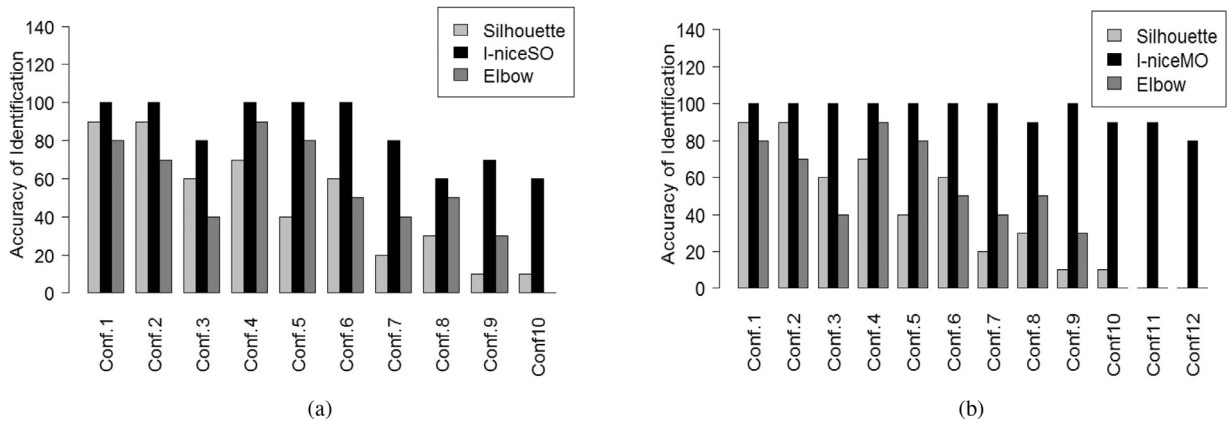 140
120
100
80
60
40
20
0
Accuracy of Identification
Silhouette
I-niceSO
Elbow
Conf.1
Conf.2
Conf.3
Conf.4
Conf.5
Conf.6
Conf.7
Conf.8
Conf.9
Conf10
(a)
140
120
100
80
60
40
20
0
Accuracy of Identification
Silhouette
I-niceMO
Elbow
Conf.1
Conf.2
Conf.3
Conf.4
Conf.5
Conf.6
Conf.7
Conf.8
Conf.9
Conf10
Conf11
Conf12
(b)